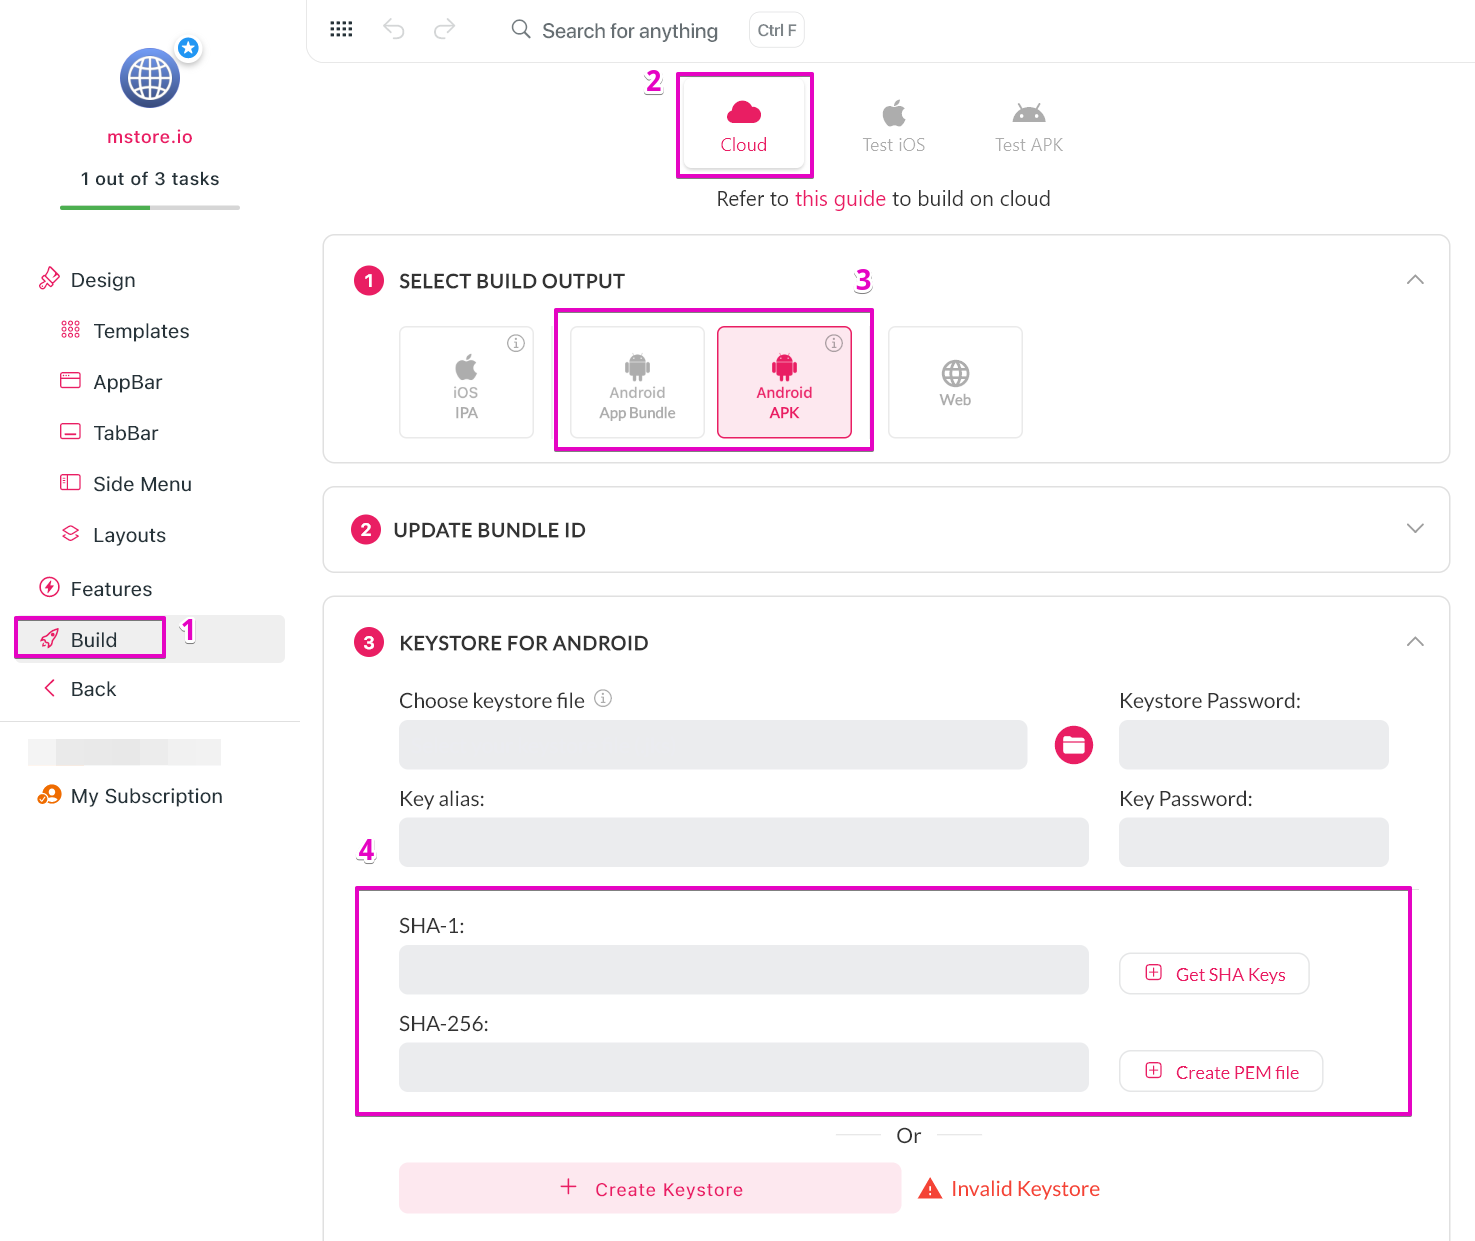 Search for anything
Ctrl F
mstore.io
1 out of 3 tasks
Design
Templates
AppBar
TabBar
Side Menu
Layouts
Features
Build
1
Back
My Subscription
2
Cloud
Test iOS
Test APK
Refer to this guide to build on cloud
1 SELECT BUILD OUTPUT
3
iOS
IPA
Android
App Bundle
Android
APK
Web
2 UPDATE BUNDLE ID
3 KEYSTORE FOR ANDROID
Choose keystore file
Keystore Password:
Key alias:
Key Password:
4
SHA-1:
Get SHA Keys
SHA-256:
Create PEM file
Or
Create Keystore
Invalid Keystore